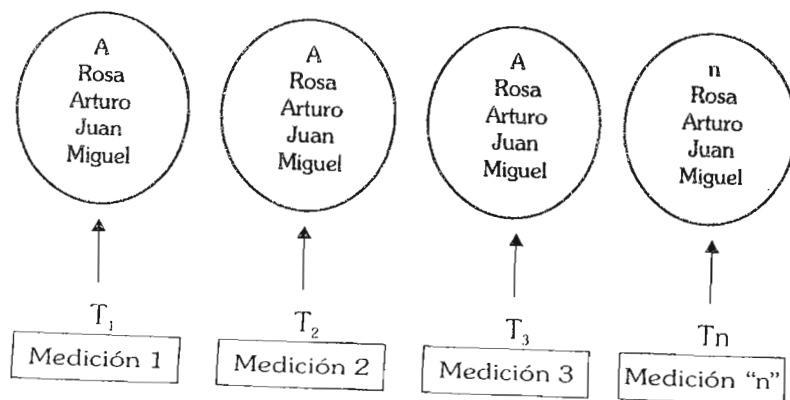 A
Rosa
Arturo
Juan
Miguel
A
Rosa
Arturo
Juan
Miguel
A
Rosa
Arturo
Juan
Miguel
n
Rosa
Arturo
Juan
Miguel
T₁
T₂
T₃
Tn
Medición 1
Medición 2
Medición 3
Medición “n”